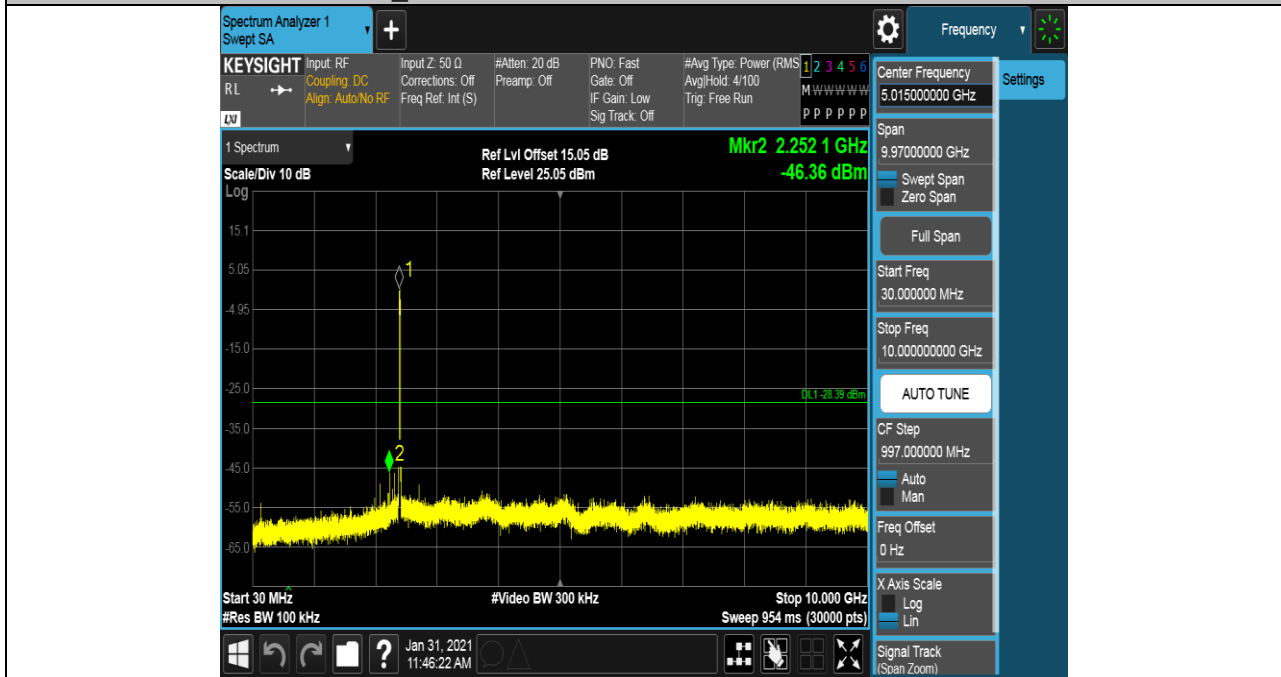 Spectrum Analyzer 1
Swept SA
+
Frequency
KEYSIGHT
RL
LXI
Input: RF
Coupling: DC
Align: Auto/No RF
Input Z: 50 Ω
Corrections: Off
Freq Ref: Int (S)
#Atten: 20 dB
Preamp: Off
PNO: Fast
Gate: Off
IF Gain: Low
Sig Track: Off
#Avg Type: Power (RMS
Avg|Hold: 4/100
Trig: Free Run
1 2 3 4 5 6
M W W W W W
P P P P P P
1 Spectrum
Scale/Div 10 dB
Log
Ref Lvl Offset 15.05 dB
Ref Level 25.05 dBm
Mkr2 2.252 1 GHz
-46.36 dBm
15.1
5.05
-4.95
-15.0
-25.0
-35.0
-45.0
-55.0
-65.0
1
2
DL1 -28.39 dBm
Start 30 MHz
#Res BW 100 kHz
#Video BW 300 kHz
Stop 10.000 GHz
Sweep 954 ms (30000 pts)
?
Jan 31, 2021
11:46:22 AM
Center Frequency
5.015000000 GHz
Span
9.97000000 GHz
Swept Span
Zero Span
Full Span
Start Freq
30.000000 MHz
Stop Freq
10.000000000 GHz
AUTO TUNE
CF Step
997.000000 MHz
Auto
Man
Freq Offset
0 Hz
X Axis Scale
Log
Lin
Signal Track
(Span Zoom)
Settings